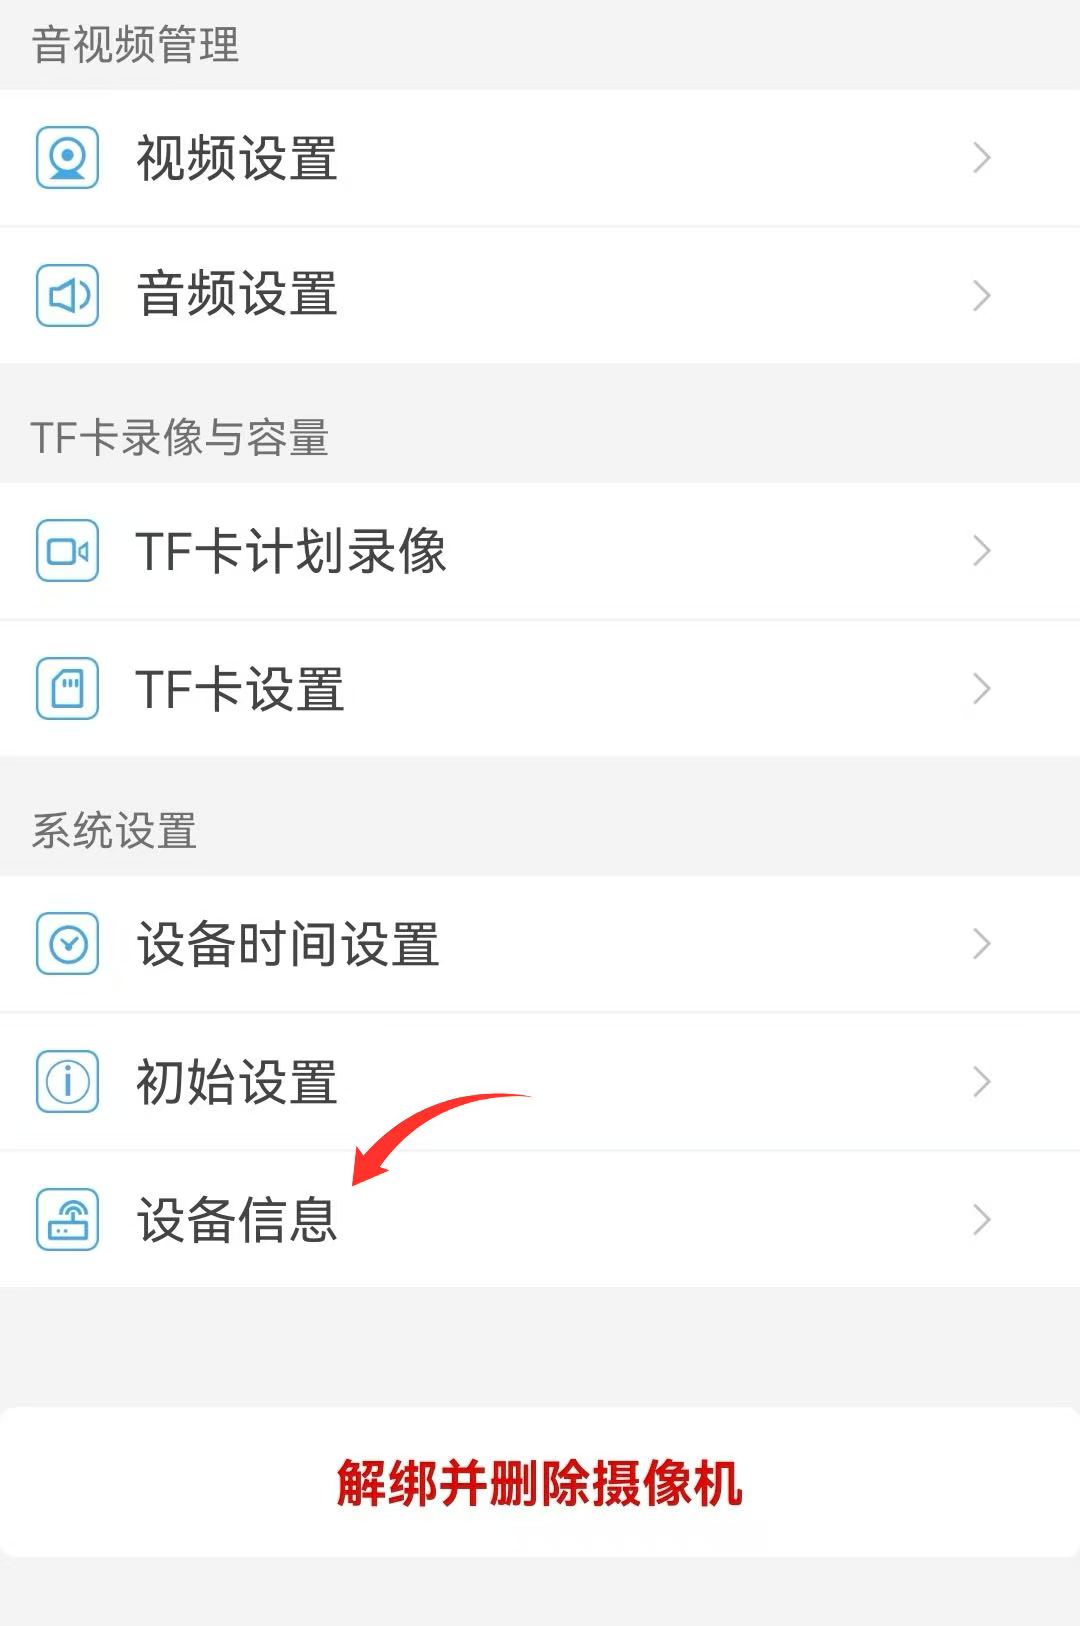 音视频管理
视频设置
音频设置
TF卡录像与容量
TF卡计划录像
TF卡设置
系统设置
设备时间设置
初始设置
设备信息
解绑并删除摄像机